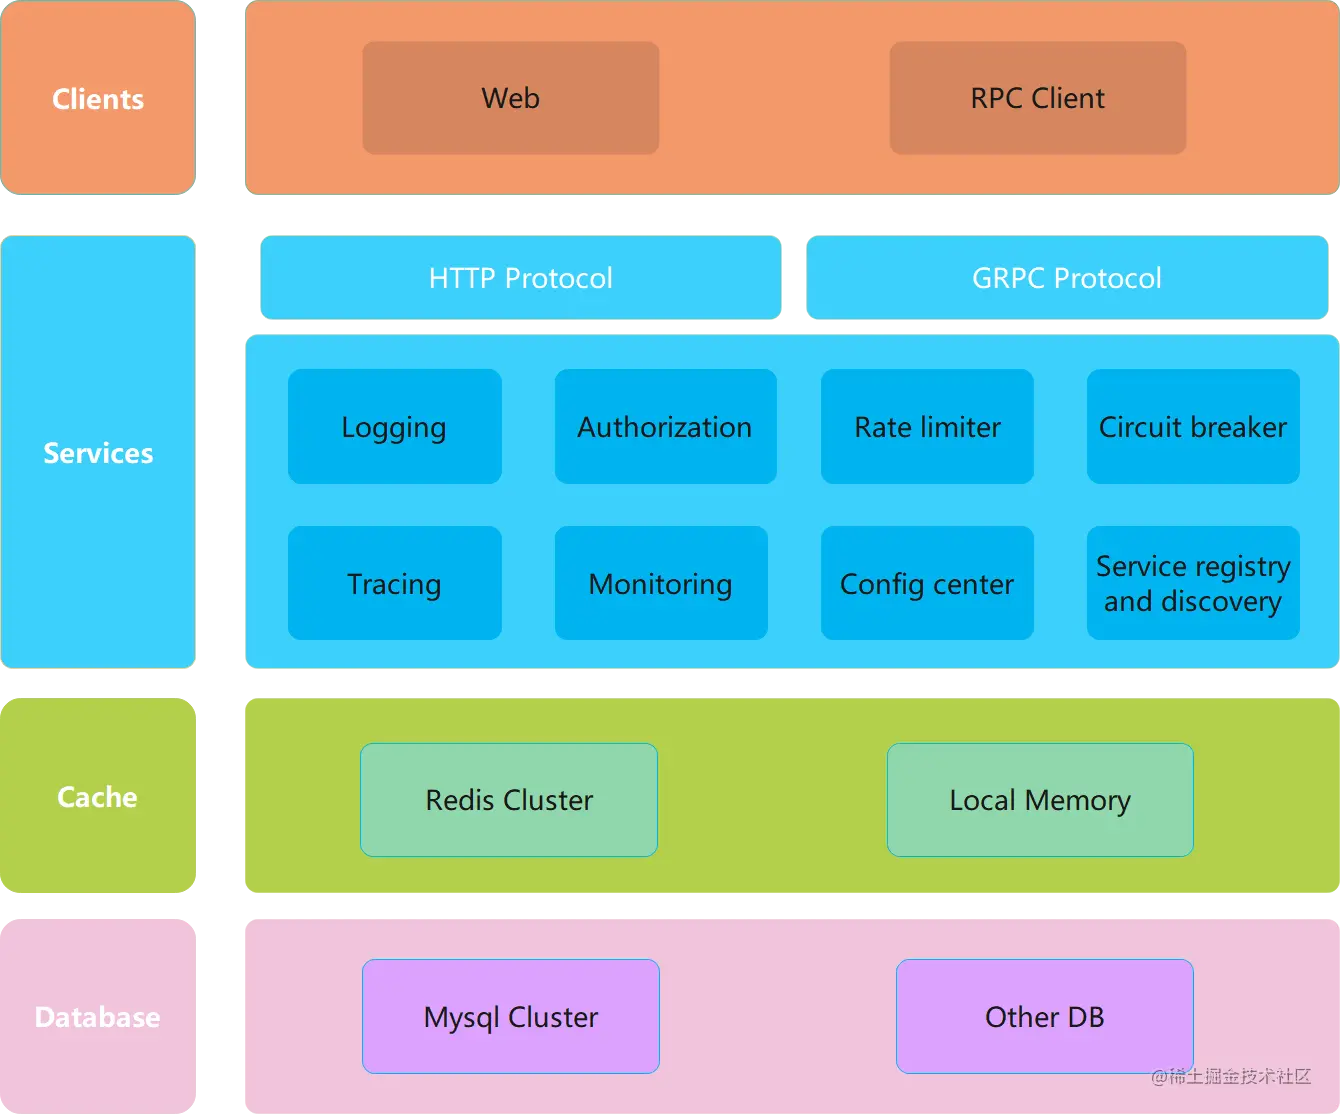 Clients
Web
RPC Client
Services
HTTP Protocol
GRPC Protocol
Logging
Authorization
Rate limiter
Circuit breaker
Tracing
Monitoring
Config center
Service registry
and discovery
Cache
Redis Cluster
Local Memory
Database
Mysql Cluster
Other DB
@稀土掘金技术社区